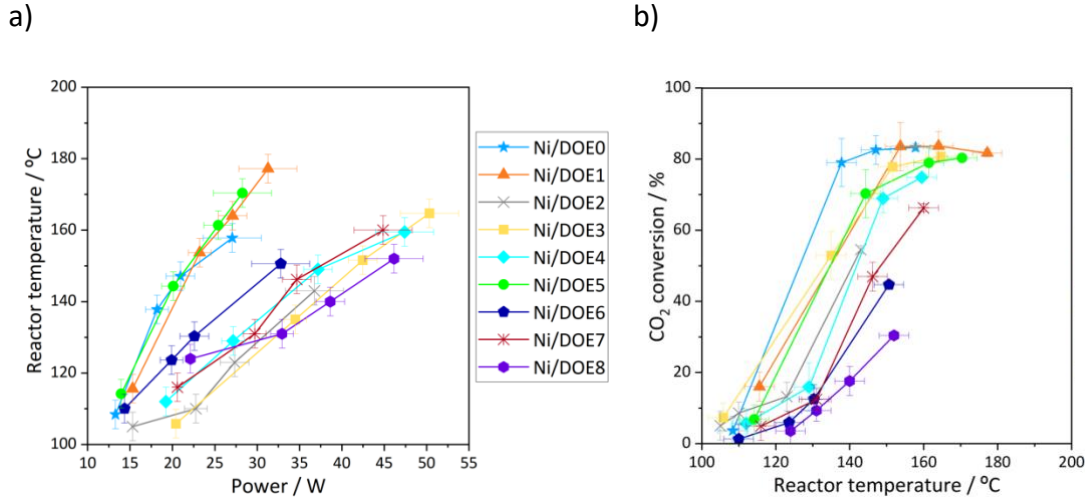 a)
b)
200
180
160
140
120
100
10 15 20 25 30 35 40 45 50 55
Reactor temperature / ⁰C
Power / W
Ni/DOE0
Ni/DOE1
Ni/DOE2
Ni/DOE3
Ni/DOE4
Ni/DOE5
Ni/DOE6
Ni/DOE7
Ni/DOE8
100
80
60
40
20
0
100 120 140 160 180 200
CO₂ conversion / %
Reactor temperature / ⁰C